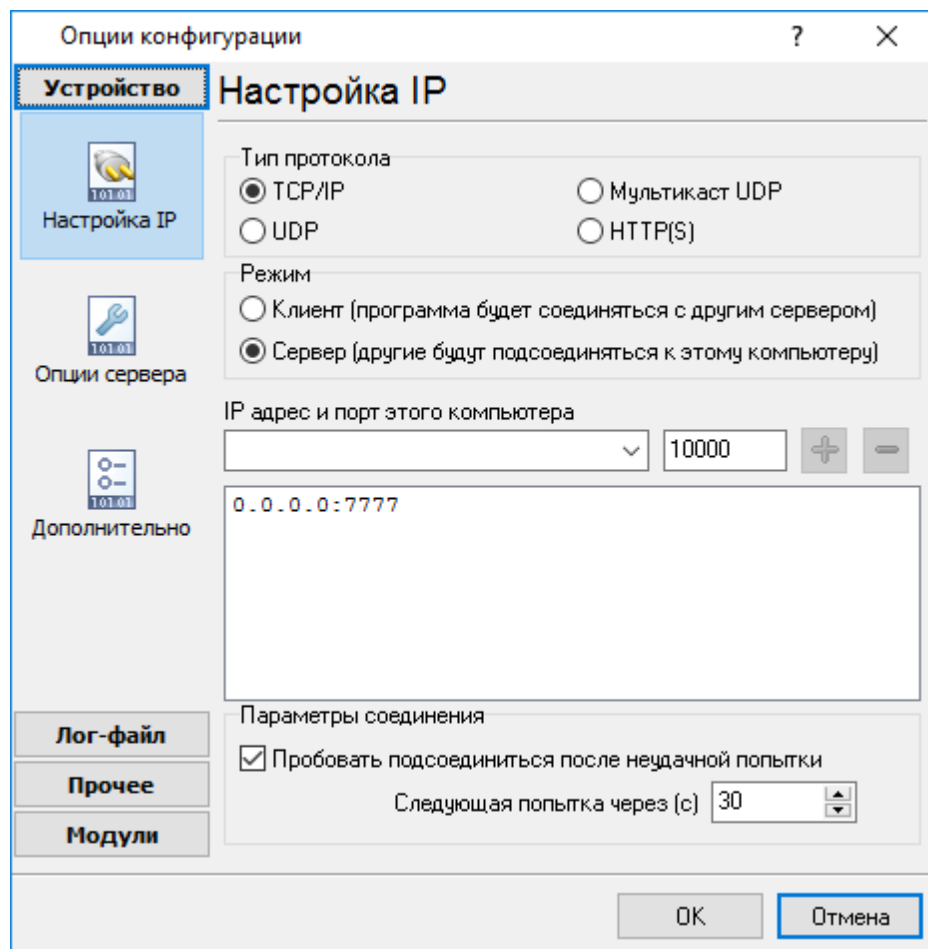 Опции конфигурации
?
Устройство
Настройка IP
Опции сервера
Дополнительно
Лог-файл
Прочее
Модули
Настройка IP
Тип протокола
TCP/IP
Мультикаст UDP
UDP
HTTP(S)
Режим
Клиент (программа будет соединяться с другим сервером)
Сервер (другие будут подсоединяться к этому компьютеру)
IP адрес и порт этого компьютера
10000
0.0.0.0:7777
Параметры соединения
Пробовать подсоединиться после неудачной попытки
Следующая попытка через (с) 30
OK
Отмена